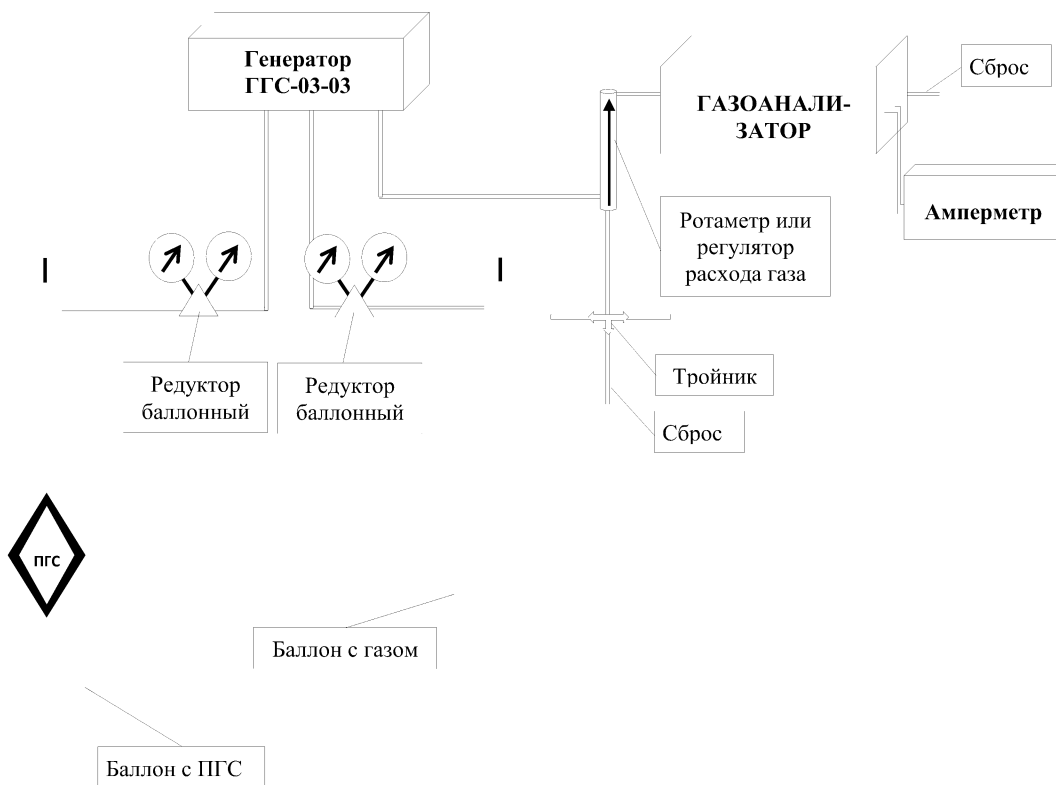 Генератор
ГГС-03-03
Сброс
ГАЗОАНАЛИ-
ЗАТОР
Амперметр
Ротаметр или
регулятор
расхода газа
Редуктор
баллонный
Редуктор
баллонный
Тройник
Сброс
ПГС
Баллон с газом
Баллон с ПГС